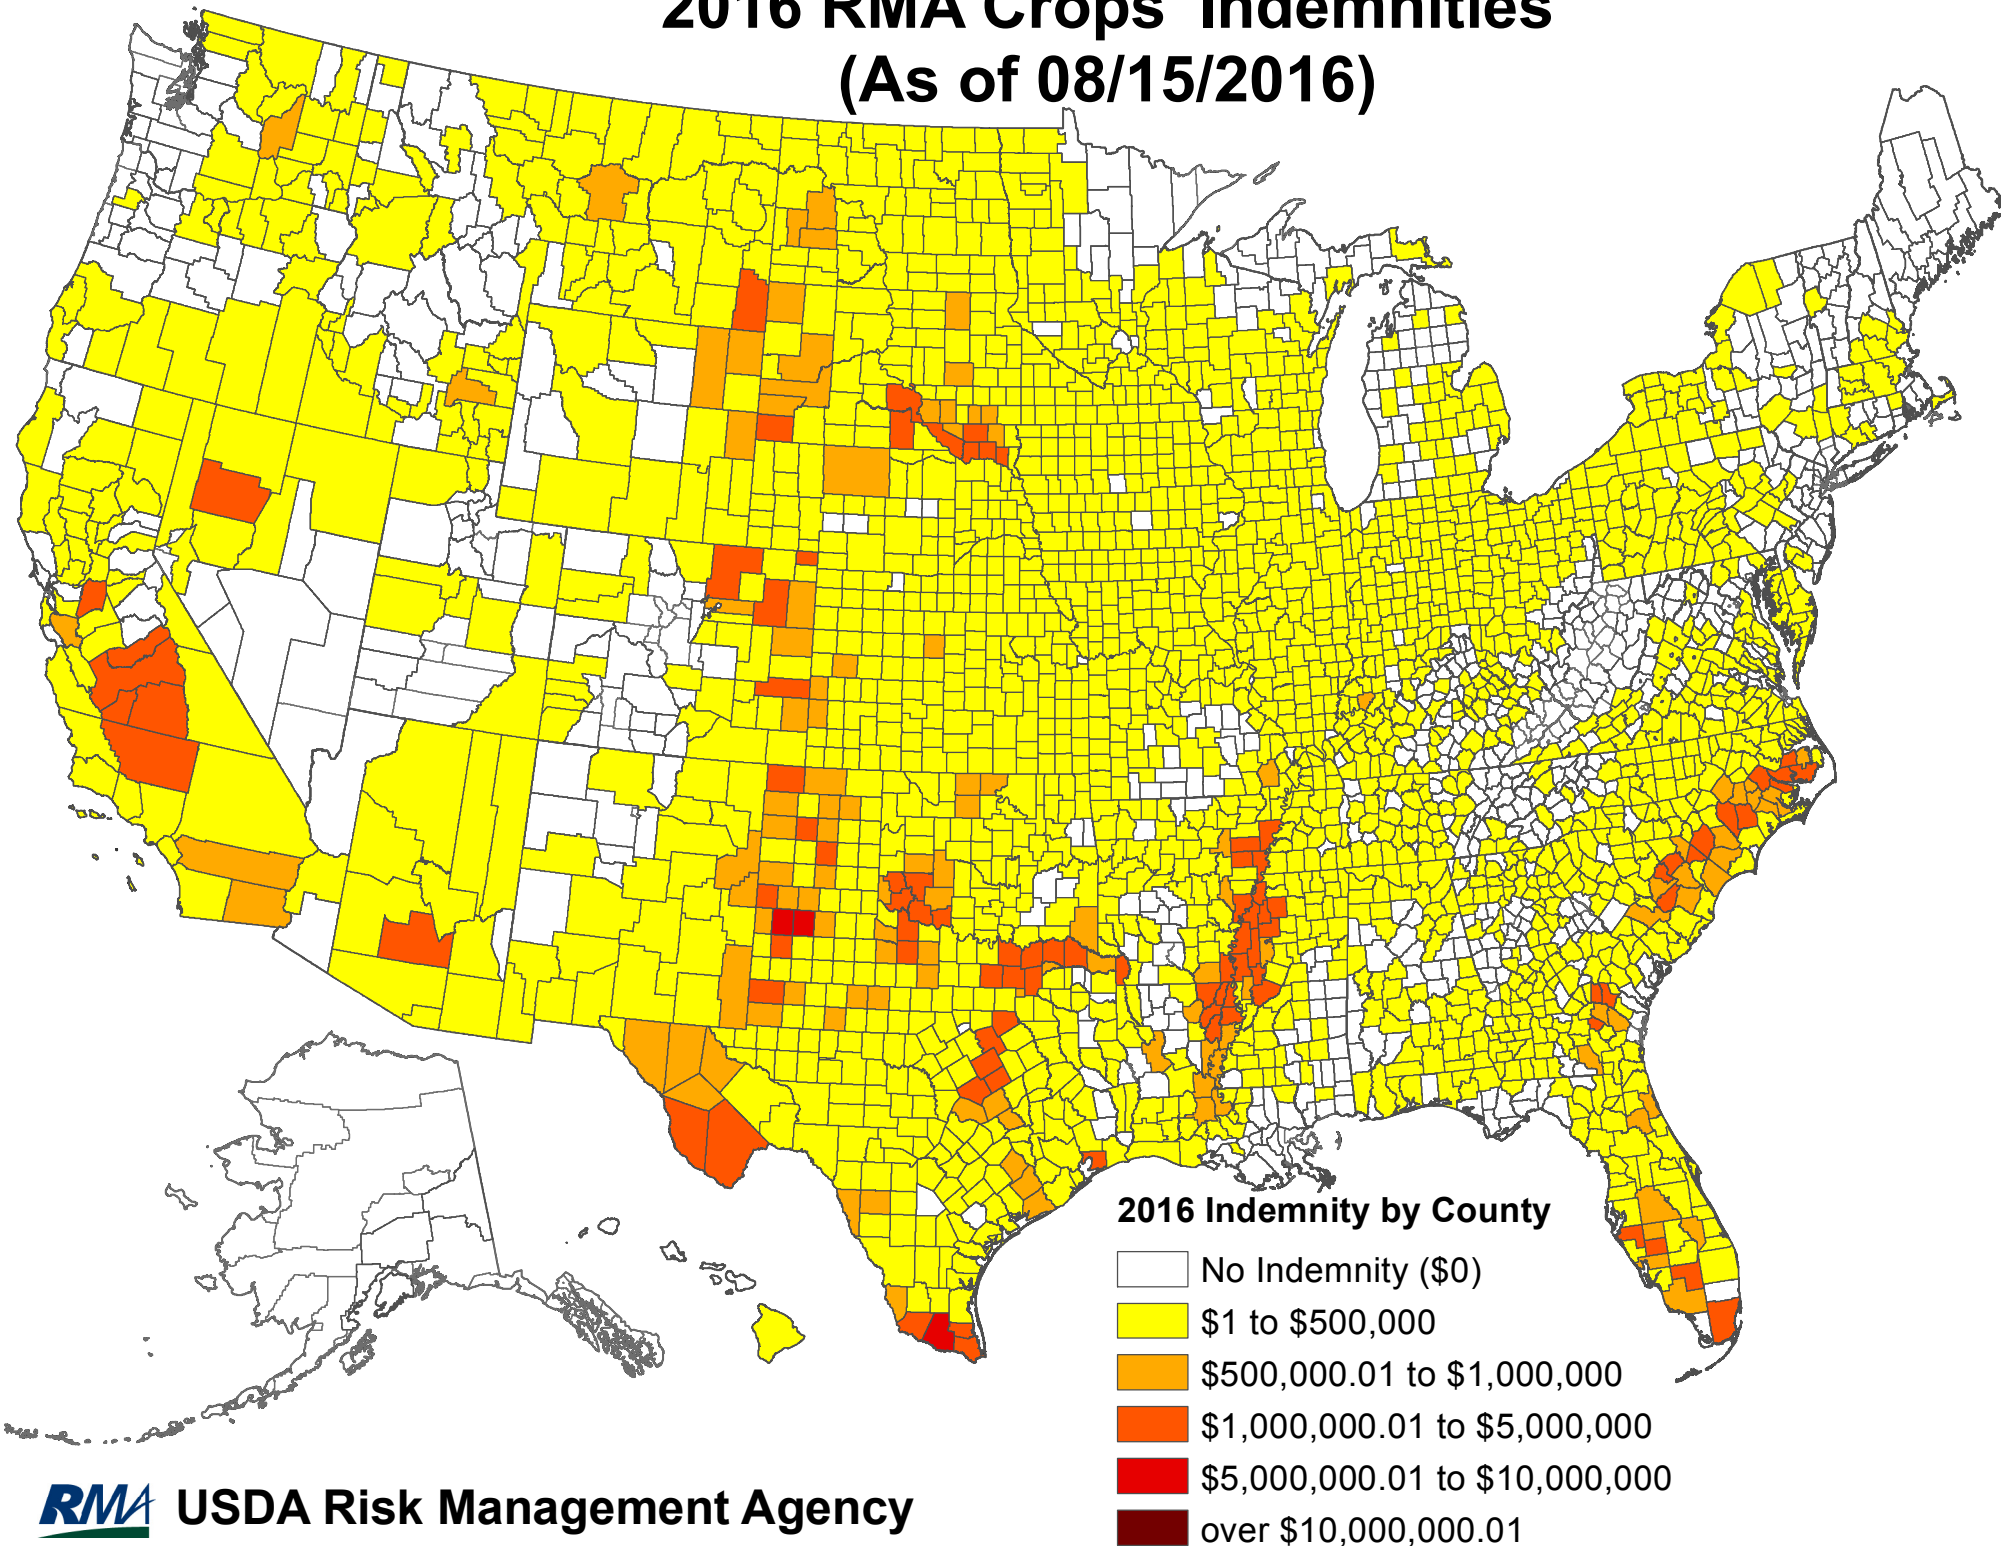 2016 RMA Crops' Indemnities
(As of 08/15/2016)
2016 Indemnity by County
No Indemnity ($0)
$1 to $500,000
$500,000.01 to $1,000,000
$1,000,000.01 to $5,000,000
$5,000,000.01 to $10,000,000
over $10,000,000.01
RMA USDA Risk Management Agency